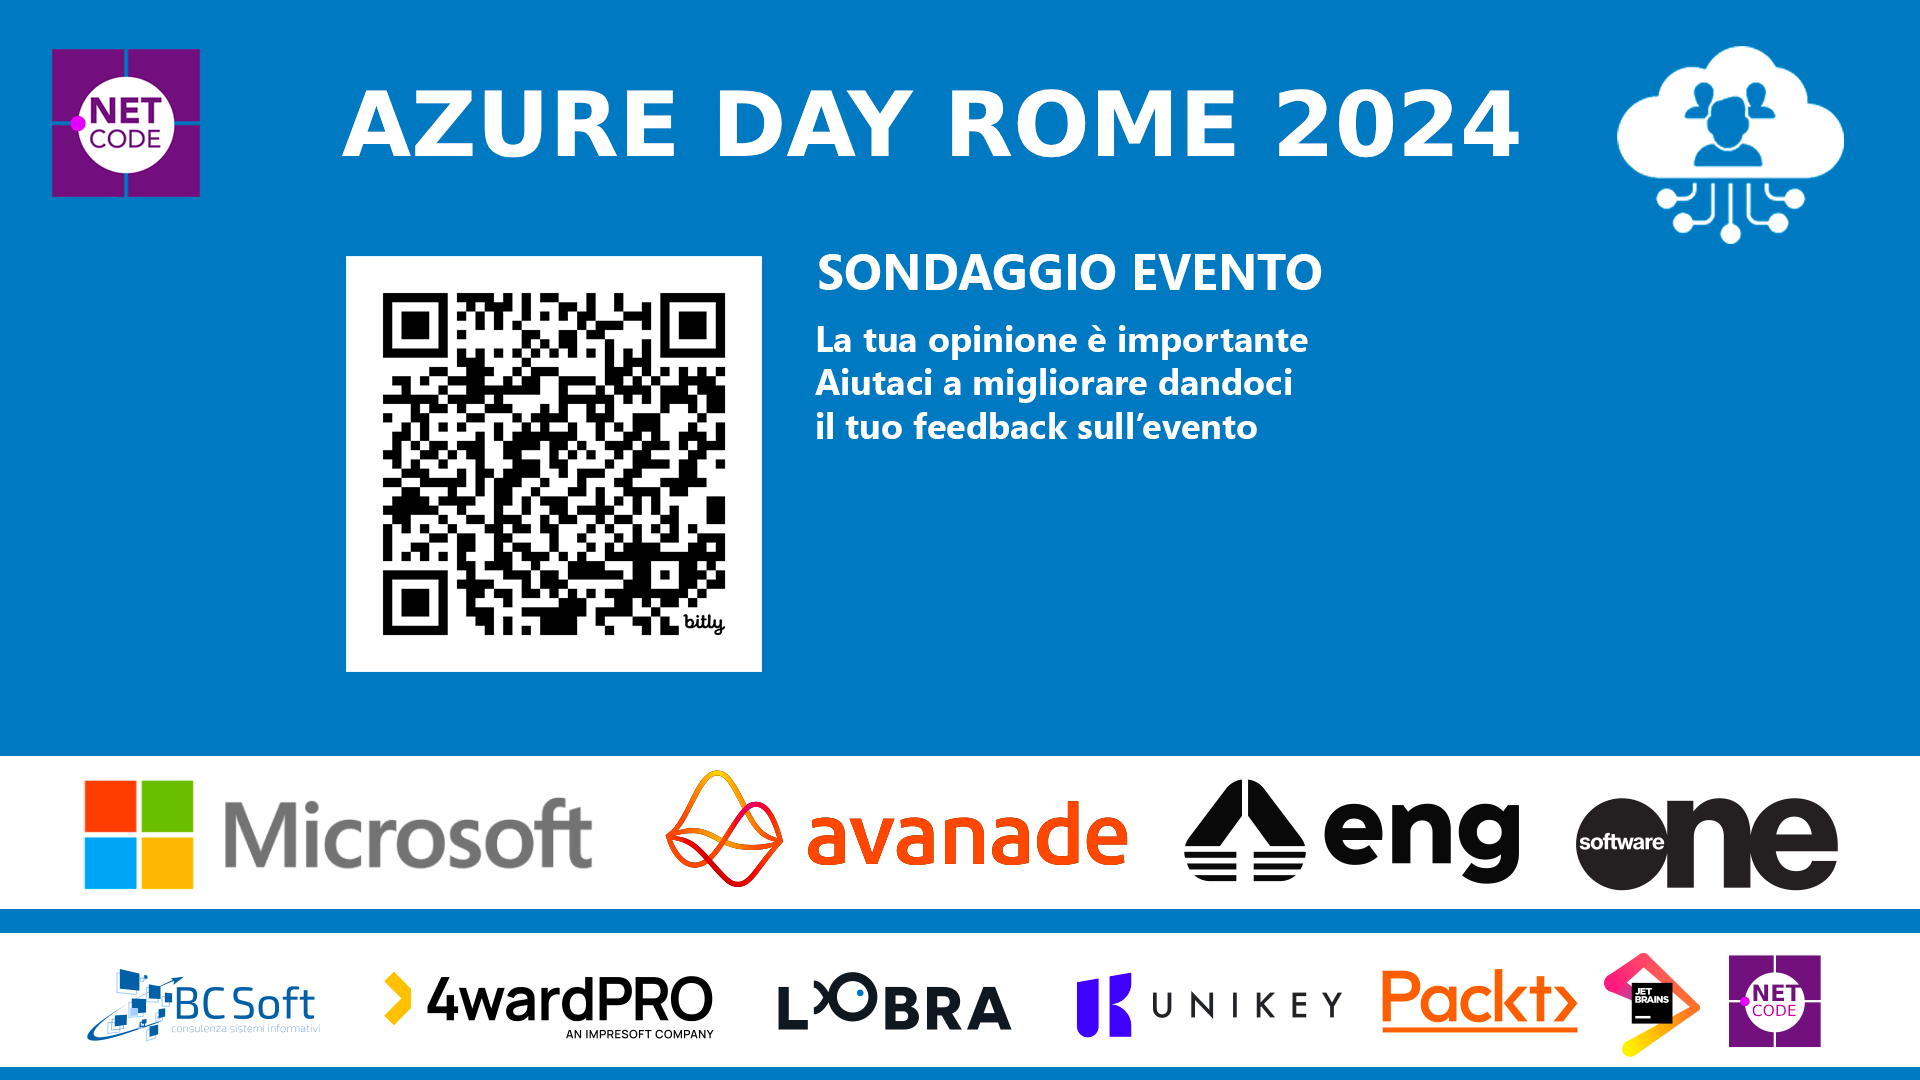 NET
CODE
AZURE DAY ROME 2024
SONDAGGIO EVENTO
La tua opinione è importante
Aiutaci a migliorare dandoci
il tuo feedback sull’evento
bitly
Microsoft
avanade
eng
software
one
BC Soft
consulenza sistemi informativi
4wardPRO
AN IMPRESOFT COMPANY
LOBRA
UNIKEY
Packt>
JET
BRAINS
NET
CODE